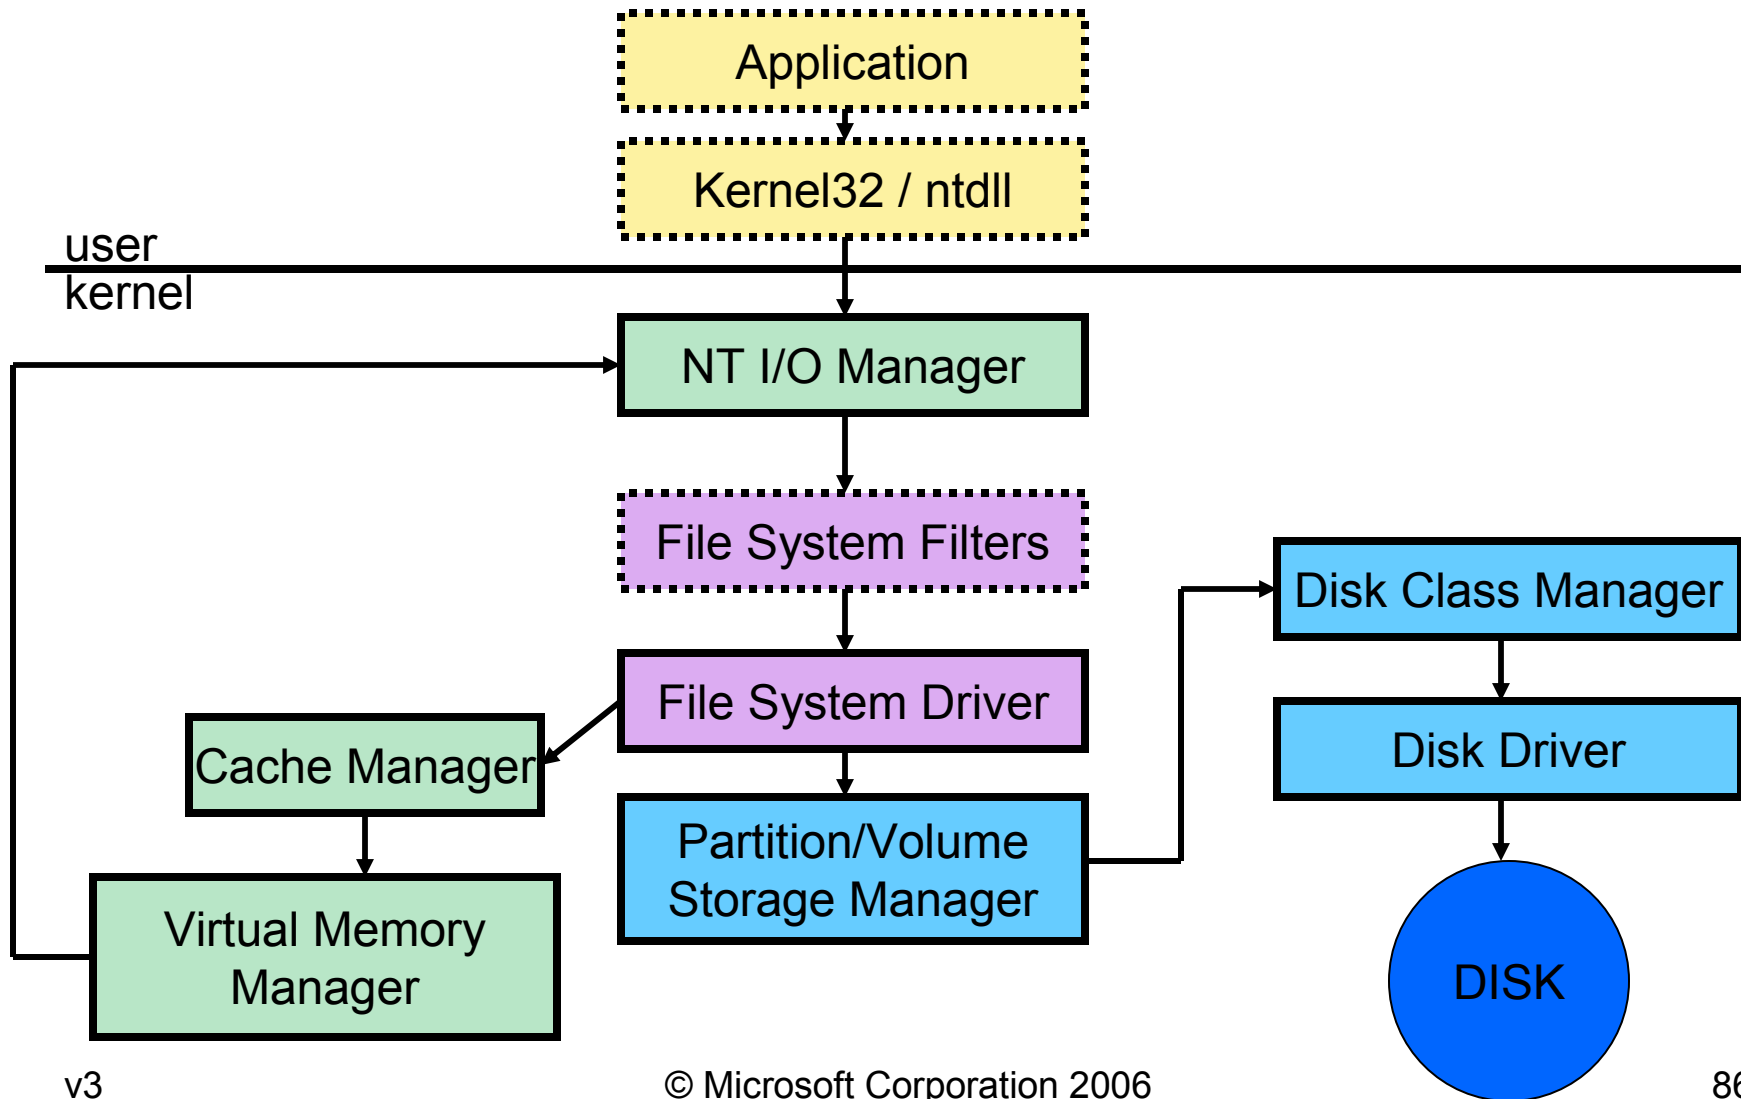 Application
Kernel32 / ntdll
user
kernel
NT I/O Manager
File System Filters
Disk Class Manager
File System Driver
Disk Driver
Cache Manager
Partition/Volume
Storage Manager
Virtual Memory
Manager
DISK
v3
© Microsoft Corporation 2006
86